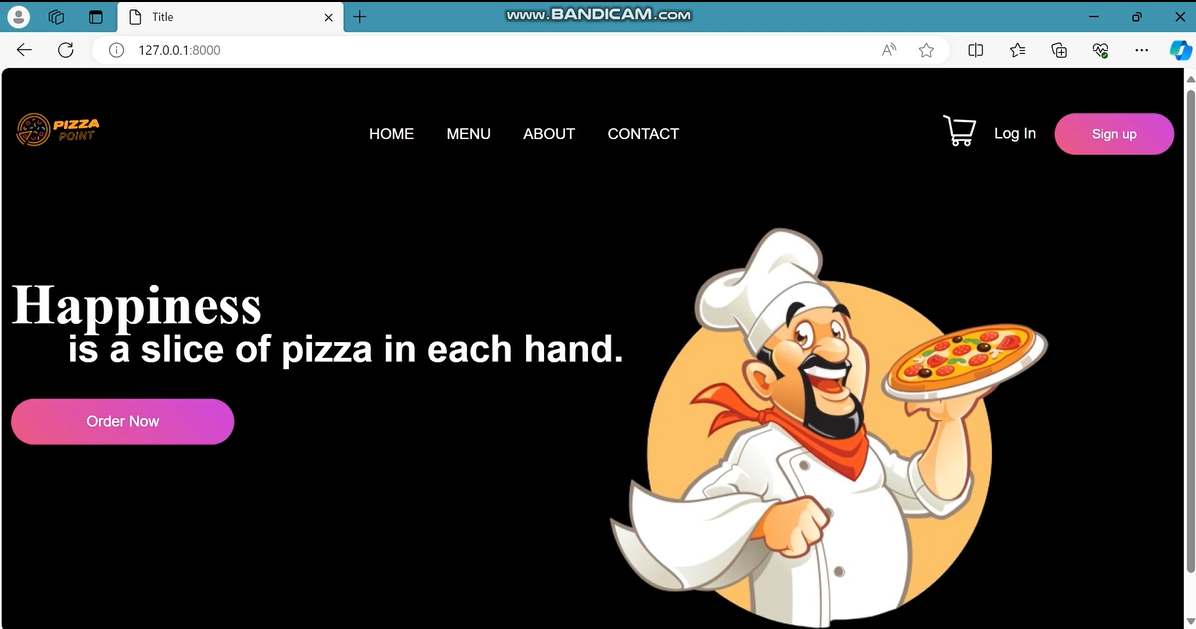 Title
www.BANDICAM.com
127.0.0.1:8000
PIZZA
POINT
HOME MENU ABOUT CONTACT
Log In
Sign up
Happiness
is a slice of pizza in each hand.
Order Now